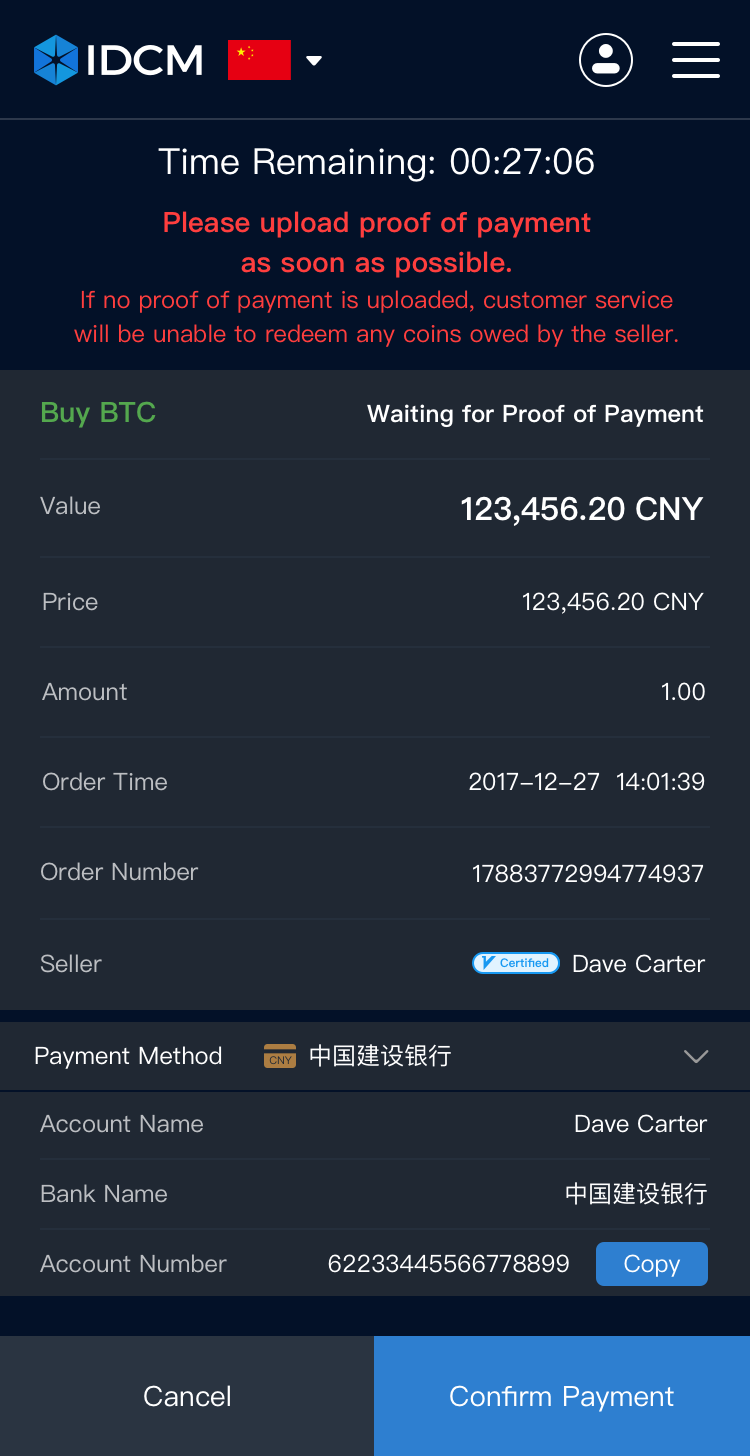 IDCM
Time Remaining: 00:27:06
Please upload proof of payment
as soon as possible.
If no proof of payment is uploaded, customer service
will be unable to redeem any coins owed by the seller.
Buy BTC Waiting for Proof of Payment
Value 123,456.20 CNY
Price 123,456.20 CNY
Amount 1.00
Order Time 2017-12-27 14:01:39
Order Number 17883772994774937
Seller V Certified Dave Carter
Payment Method CNY 中国建设银行
Account Name Dave Carter
Bank Name 中国建设银行
Account Number 62233445566778899 Copy
Cancel Confirm Payment